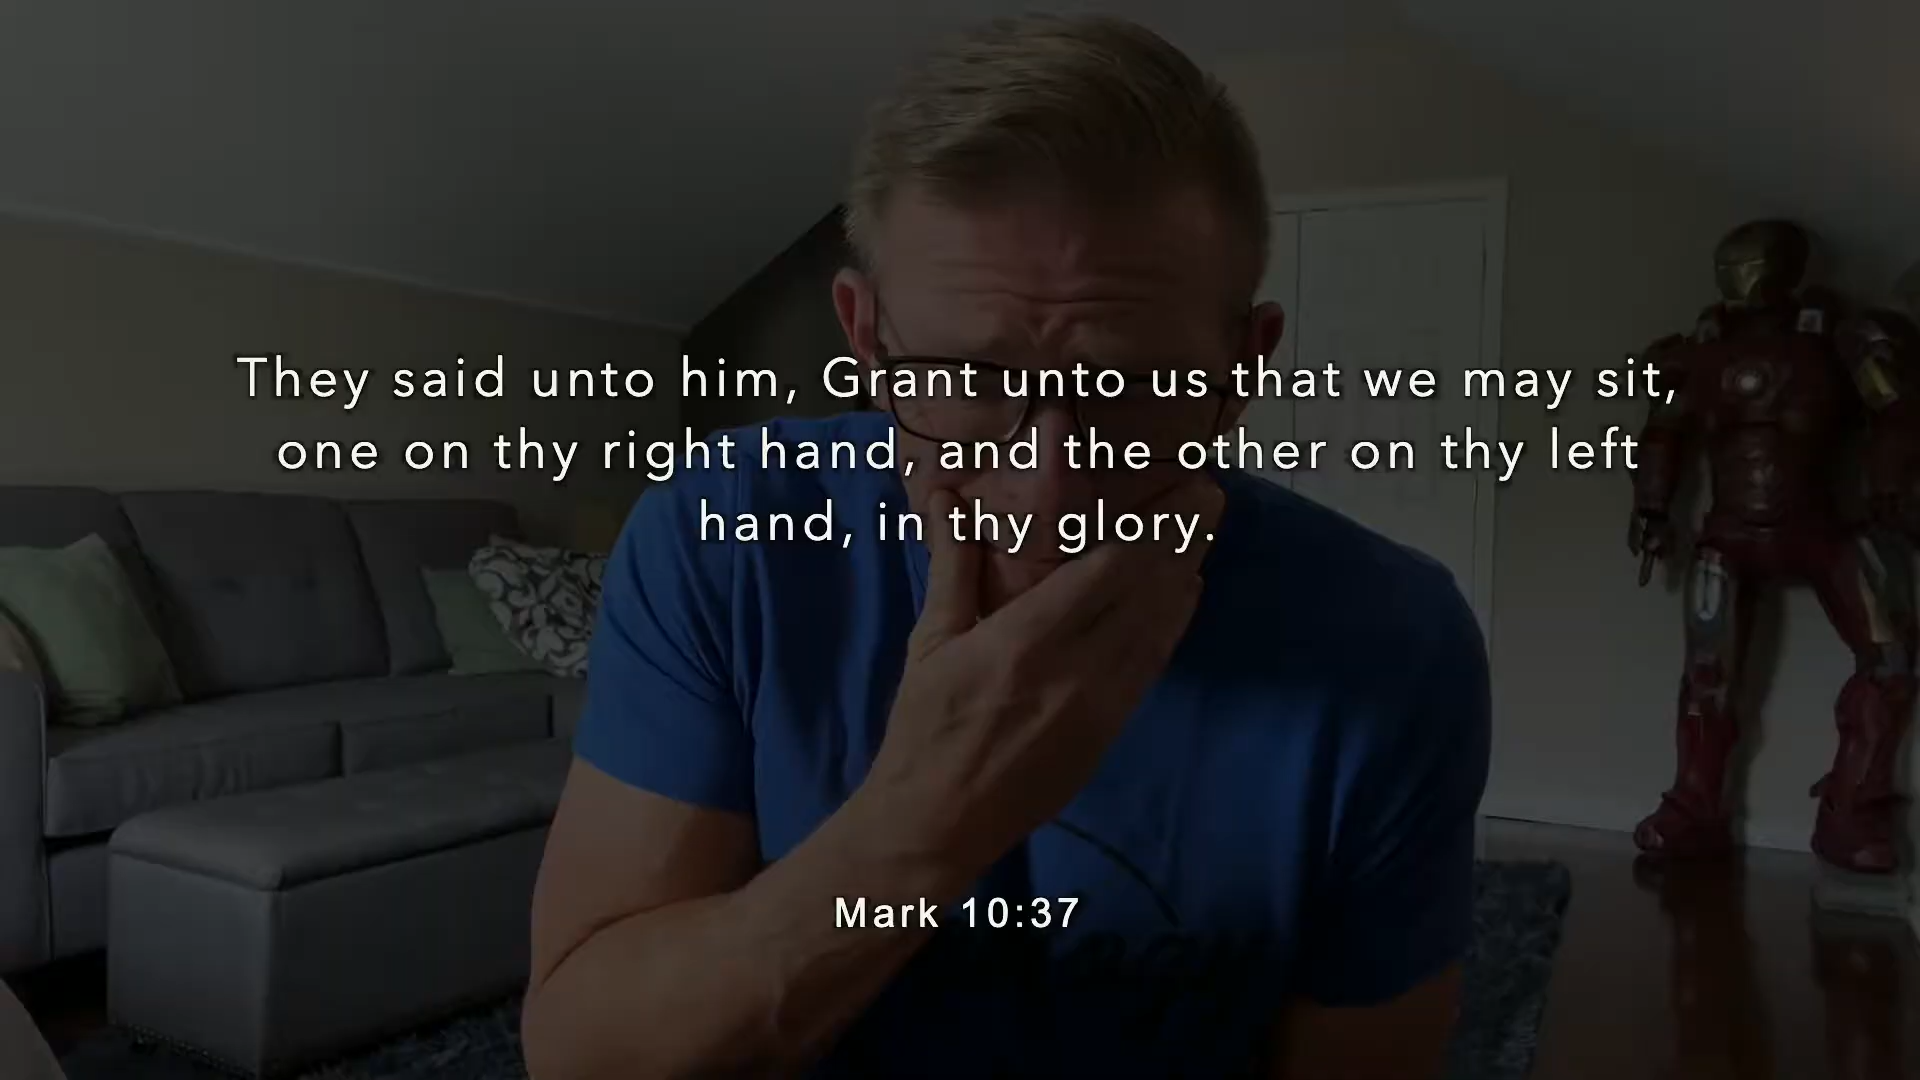 They said unto him, Grant unto us that we may sit,
one on thy right hand, and the other on thy left
hand, in thy glory.
Mark 10:37